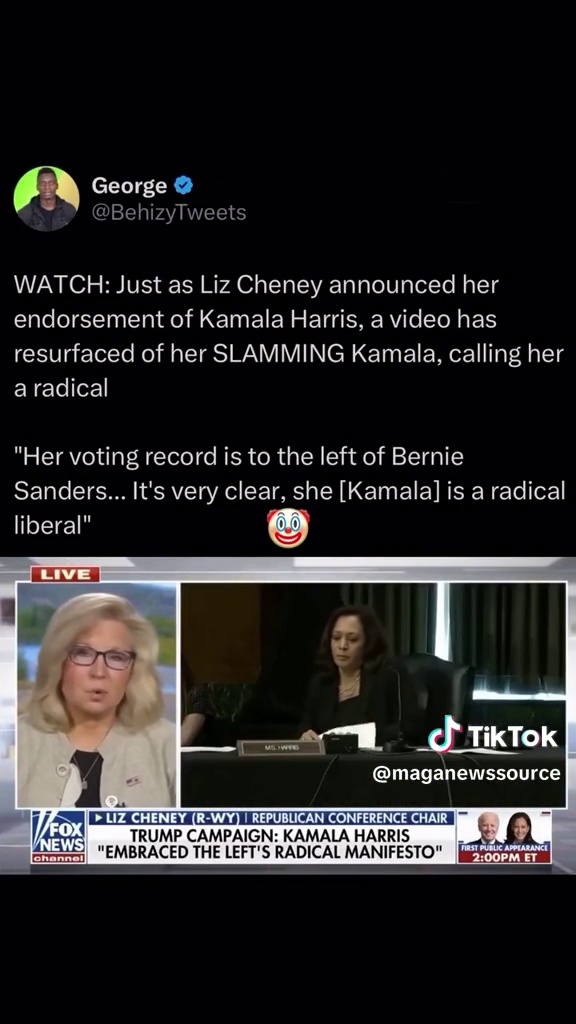 George
@BehizyTweets
WATCH: Just as Liz Cheney announced her
endorsement of Kamala Harris, a video has
resurfaced of her SLAMMING Kamala, calling her
a radical
"Her voting record is to the left of Bernie
Sanders... It's very clear, she [Kamala] is a radical
liberal"
LIVE
MS. HARRIS
TikTok
@maganewssource
LIZ CHENEY (R-WY) | REPUBLICAN CONFERENCE CHAIR
FOX
NEWS
channel
TRUMP CAMPAIGN: KAMALA HARRIS
"EMBRACED THE LEFT'S RADICAL MANIFESTO"
FIRST PUBLIC APPEARANCE
2:00PM ET